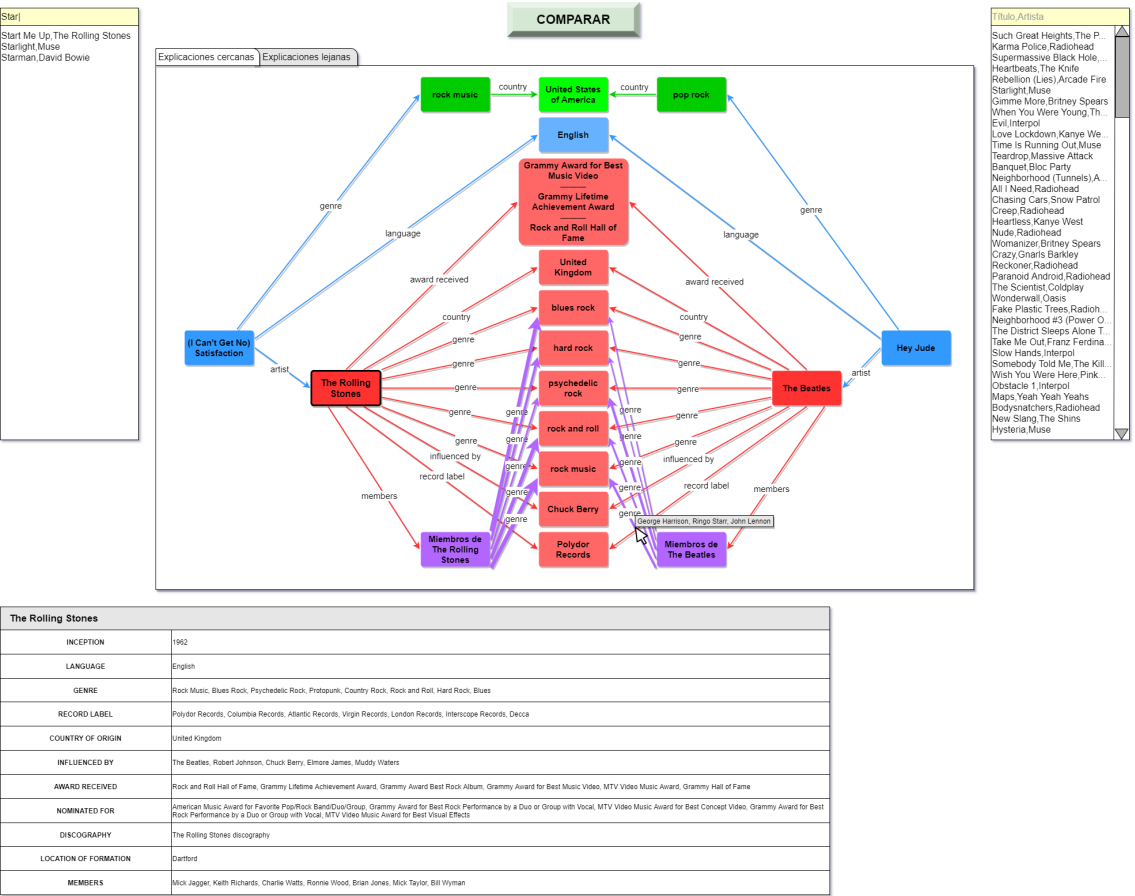 Star|
Start Me Up,The Rolling Stones
Starlight,Muse
Starman,David Bowie
COMPARAR
Título,Artista
Such Great Heights,The P...
Karma Police,Radiohead
Supermassive Black Hole,...
Heartbeats,The Knife
Rebellion (Lies),Arcade Fire
Starlight,Muse
Gimme More,Britney Spears
When You Were Young,Th...
Evil,Interpol
Love Lockdown,Kanye We...
Time Is Running Out,Muse
Teardrop,Massive Attack
Banquet,Bloc Party
Neighborhood (Tunnels),A...
All I Need,Radiohead
Chasing Cars,Snow Patrol
Creep,Radiohead
Heartless,Kanye West
Nude,Radiohead
Womanizer,Britney Spears
Crazy,Gnarls Barkley
Reckoner,Radiohead
Paranoid Android,Radiohead
The Scientist,Coldplay
Wonderwall,Oasis
Fake Plastic Trees,Radioh...
Neighborhood #3 (Power O...
The District Sleeps Alone T...
Take Me Out,Franz Ferdina...
Slow Hands,Interpol
Somebody Told Me,The Kill...
Wish You Were Here,Pink...
Obstacle 1,Interpol
Maps,Yeah Yeah Yeahs
Bodysnatchers,Radiohead
New Slang,The Shins
Hysteria,Muse
Explicaciones cercanas
Explicaciones lejanas
rock music
country
United States
of America
country
pop rock
English
Grammy Award for Best
Music Video
Grammy Lifetime
Achievement Award
Rock and Roll Hall of
Fame
genre
genre
language
language
United
Kingdom
award received
award received
blues rock
country
country
genre
genre
(I Can't Get No)
Satisfaction
hard rock
Hey Jude
genre
genre
artist
artist
The Rolling
Stones
genre
psychedelic
rock
genre
The Beatles
genre
genre
genre
genre
rock and roll
genre
genre
genre
genre
influenced by
influenced by
genre
rock music
genre
record label
record label
members
members
genre
genre
Chuck Berry
genre
genre
George Harrison, Ringo Starr, John Lennon
Miembros de
The Rolling
Stones
Polydor
Records
Miembros de
The Beatles
The Rolling Stones
INCEPTION
1962
LANGUAGE
English
GENRE
Rock Music, Blues Rock, Psychedelic Rock, Protopunk, Country Rock, Rock and Roll, Hard Rock, Blues
RECORD LABEL
Polydor Records, Columbia Records, Atlantic Records, Virgin Records, London Records, Interscope Records, Decca
COUNTRY OF ORIGIN
United Kingdom
INFLUENCED BY
The Beatles, Robert Johnson, Chuck Berry, Elmore James, Muddy Waters
AWARD RECEIVED
Rock and Roll Hall of Fame, Grammy Lifetime Achievement Award, Grammy Award Best Rock Album, Grammy Award for Best Music Video, MTV Video Music Award, Grammy Hall of Fame
NOMINATED FOR
American Music Award for Favorite Pop/Rock Band/Duo/Group, Grammy Award for Best Rock Performance by a Duo or Group with Vocal, MTV Video Music Award for Best Concept Video, Grammy Award for Best
Rock Performance by a Duo or Group with Vocal, MTV Video Music Award for Best Visual Effects
DISCOGRAPHY
The Rolling Stones discography
LOCATION OF FORMATION
Dartford
MEMBERS
Mick Jagger, Keith Richards, Charlie Watts, Ronnie Wood, Brian Jones, Mick Taylor, Bill Wyman